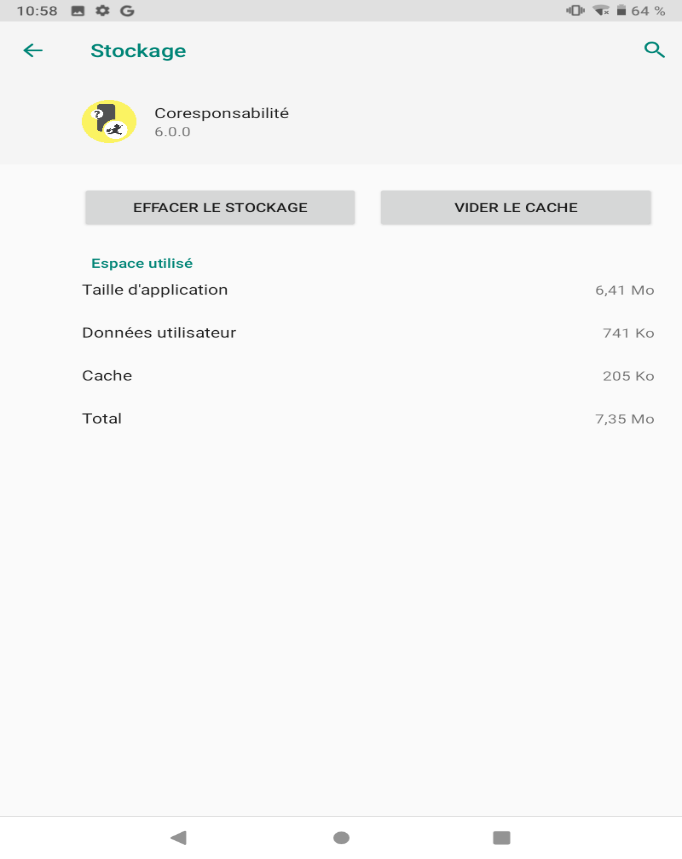 10:58 64 %
Stockage
Coresponsabilité
6.0.0
EFFACER LE STOCKAGE VIDER LE CACHE
Espace utilisé
Taille d'application 6,41 Mo
Données utilisateur 741 Ko
Cache 205 Ko
Total 7,35 Mo